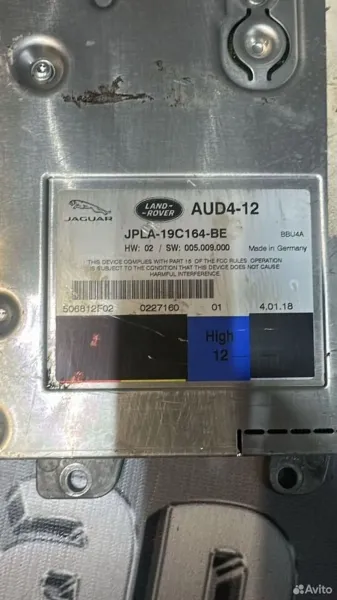 JAGUAR
LAND-
ROVER
AUD4-12
JPLA-19C164-BE
BBU4A
HW: 02 / SW: 005.009.000
Made in Germany
THIS DEVICE COMPLIES WITH PART 15 OF THE FCC RULES. OPERATION
IS SUBJECT TO THE CONDITION THAT THIS DEVICE DOES NOT CAUSE
HARMFUL INTERFERENCE.
506812F02 0227160 01 4.01.18
High
12
Avito